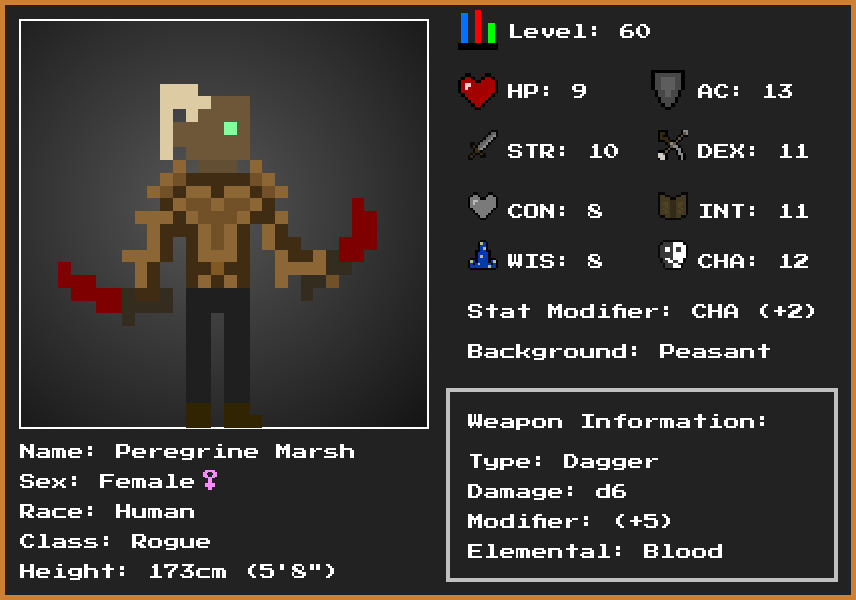 Level: 60
HP: 9
AC: 13
STR: 10
DEX: 11
CON: 8
INT: 11
WIS: 8
CHA: 12
Stat Modifier: CHA (+2)
Background: Peasant
Weapon Information:
Type: Dagger
Damage: d6
Modifier: (+5)
Elemental: Blood
Name: Peregrine Marsh
Sex: Female♀
Race: Human
Class: Rogue
Height: 173cm (5'8")